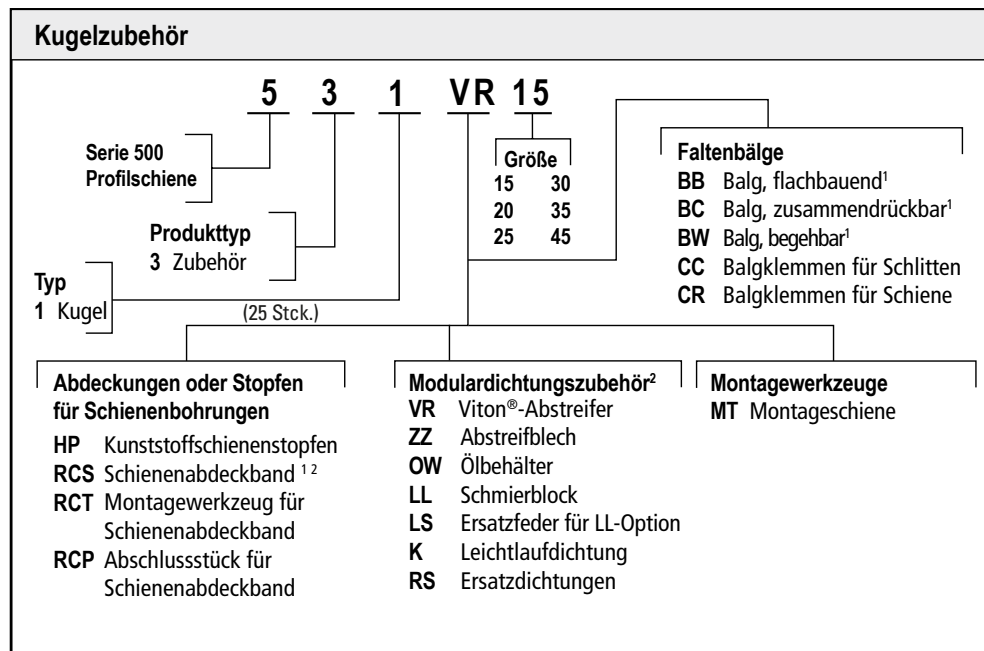 Kugelzubehör
5 3 1 VR 15
Serie 500
Profilschiene
Produkttyp
3 Zubehör
Typ
1 Kugel
(25 Stck.)
Größe
15 30
20 35
25 45
Faltenbälge
BB Balg, flachbauend¹
BC Balg, zusammendrückbar¹
BW Balg, begehbar¹
CC Balgklemmen für Schlitten
CR Balgklemmen für Schiene
Abdeckungen oder Stopfen
für Schienenbohrungen
HP Kunststoffschienenstopfen
RCS Schienenabdeckband ¹ ²
RCT Montagewerkzeug für
Schienenabdeckband
RCP Abschlussstück für
Schienenabdeckband
Modulardichtungszubehör²
VR Viton®-Abstreifer
ZZ Abstreifblech
OW Ölbehälter
LL Schmierblock
LS Ersatzfeder für LL-Option
K Leichtlaufdichtung
RS Ersatzdichtungen
Montagewerkzeuge
MT Montageschiene